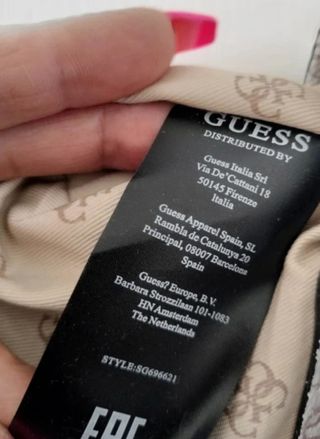 GUESS
DISTRIBUTED BY
Guess Italia Srl
Via De' Cattani 18
50145 Firenze
Italia
Guess Apparel Spain, SL
Rambla de Catalunya 20
Principal, 08007 Barcelona
Spain
Guess? Europe, B.V.
Barbara Strozzilaan 101-1083
HN Amsterdam
The Netherlands
STYLE:SG696621
EAC